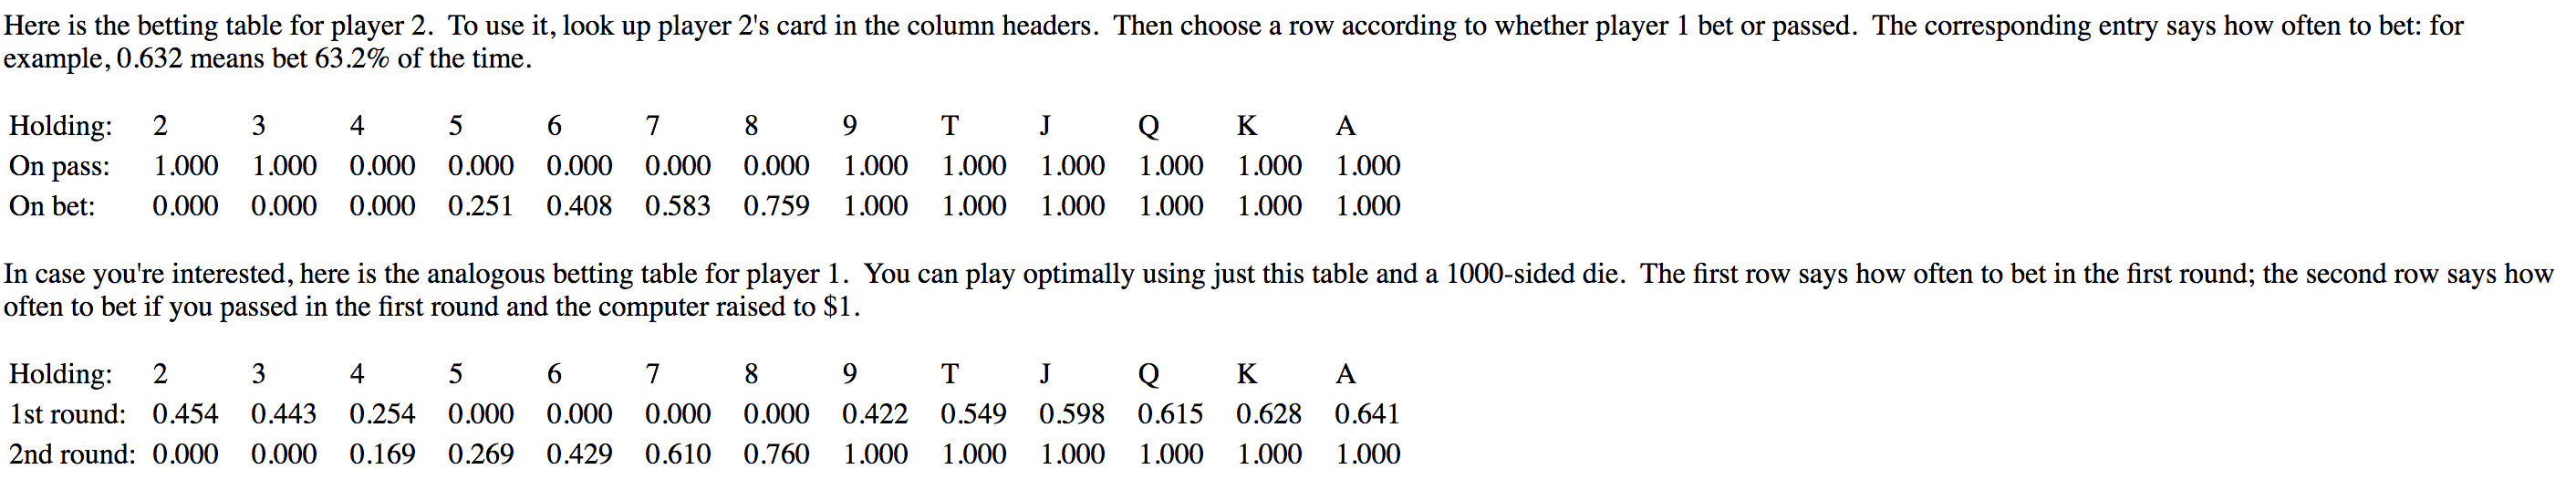 Here is the betting table for player 2. To use it, look up player 2's card in the column headers. Then choose a row according to whether player 1 bet or passed. The corresponding entry says how often to bet: for
example, 0.632 means bet 63.2% of the time.
Holding: 2 3 4 5 6 7 8 9 T J Q K A
On pass: 1.000 1.000 0.000 0.000 0.000 0.000 0.000 1.000 1.000 1.000 1.000 1.000 1.000
On bet: 0.000 0.000 0.000 0.251 0.408 0.583 0.759 1.000 1.000 1.000 1.000 1.000 1.000
In case you're interested, here is the analogous betting table for player 1. You can play optimally using just this table and a 1000-sided die. The first row says how often to bet in the first round; the second row says how
often to bet if you passed in the first round and the computer raised to $1.
Holding: 2 3 4 5 6 7 8 9 T J Q K A
1st round: 0.454 0.443 0.254 0.000 0.000 0.000 0.000 0.422 0.549 0.598 0.615 0.628 0.641
2nd round: 0.000 0.000 0.169 0.269 0.429 0.610 0.760 1.000 1.000 1.000 1.000 1.000 1.000